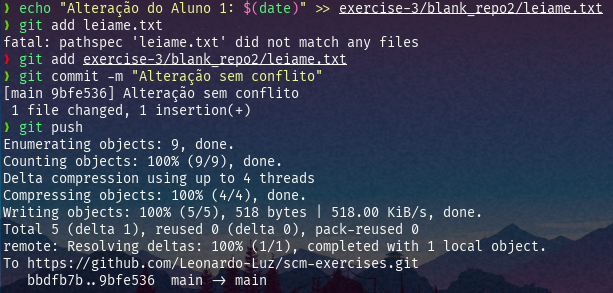 ❯ echo "Alteração do Aluno 1: $(date)" >> exercise-3/blank_repo2/leiame.txt
❯ git add leiame.txt
fatal: pathspec 'leiame.txt' did not match any files
❯ git add exercise-3/blank_repo2/leiame.txt
❯ git commit -m "Alteração sem conflito"
[main 9bfe536] Alteração sem conflito
 1 file changed, 1 insertion(+)
❯ git push
Enumerating objects: 9, done.
Counting objects: 100% (9/9), done.
Delta compression using up to 4 threads
Compressing objects: 100% (4/4), done.
Writing objects: 100% (5/5), 518 bytes | 518.00 KiB/s, done.
Total 5 (delta 1), reused 0 (delta 0), pack-reused 0
remote: Resolving deltas: 100% (1/1), completed with 1 local object.
To https://github.com/Leonardo-Luz/scm-exercises.git
   bbdfb7b..9bfe536  main -> main